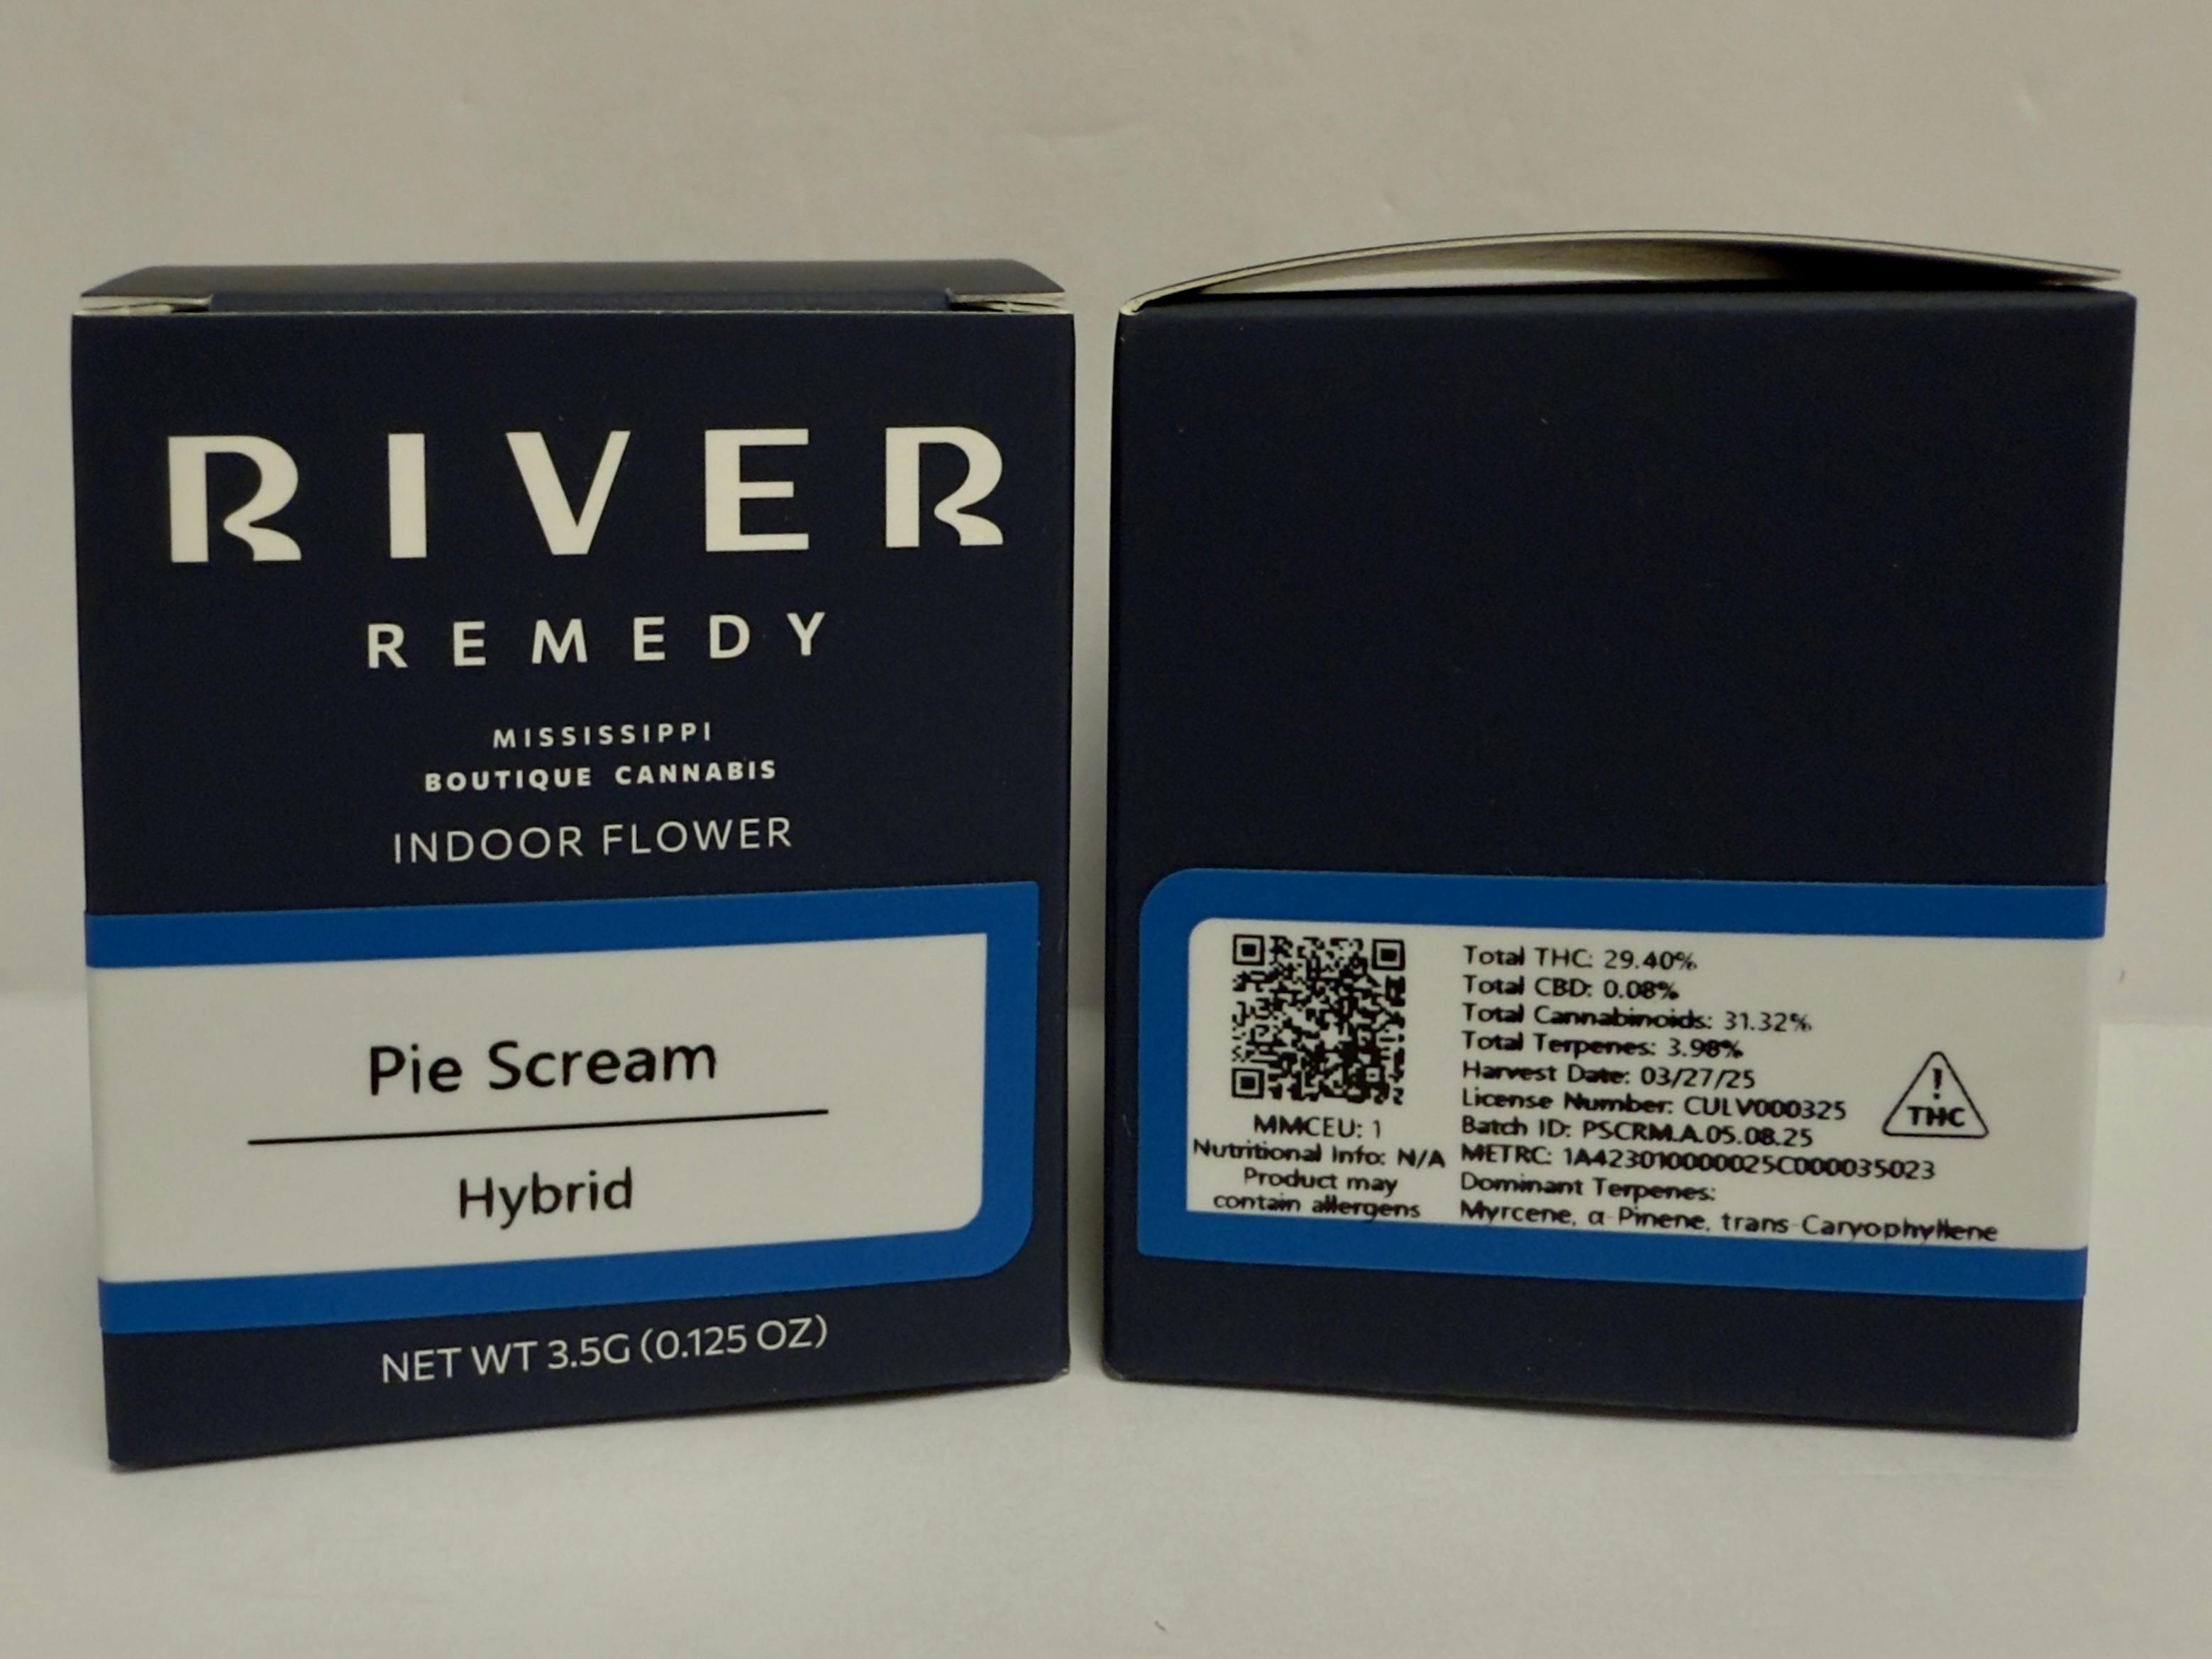 RIVER
REMEDY
MISSISSIPPI
BOUTIQUE CANNABIS
INDOOR FLOWER
Pie Scream
Hybrid
NET WT 3.5G (0.125 OZ)
MMCEU: 1
Nutritional Info: N/A
Product may
contain allergens
Total THC: 29.40%
Total CBD: 0.08%
Total Cannabinoids: 31.32%
Total Terpenes: 3.98%
Harvest Date: 03/27/25
License Number: CULV000325
Batch ID: PSCRM.A.05.08.25
METRC: 1A423010000025C000035023
Dominant Terpenes:
Myrcene, α-Pinene, trans-Caryophyllene
!
THC